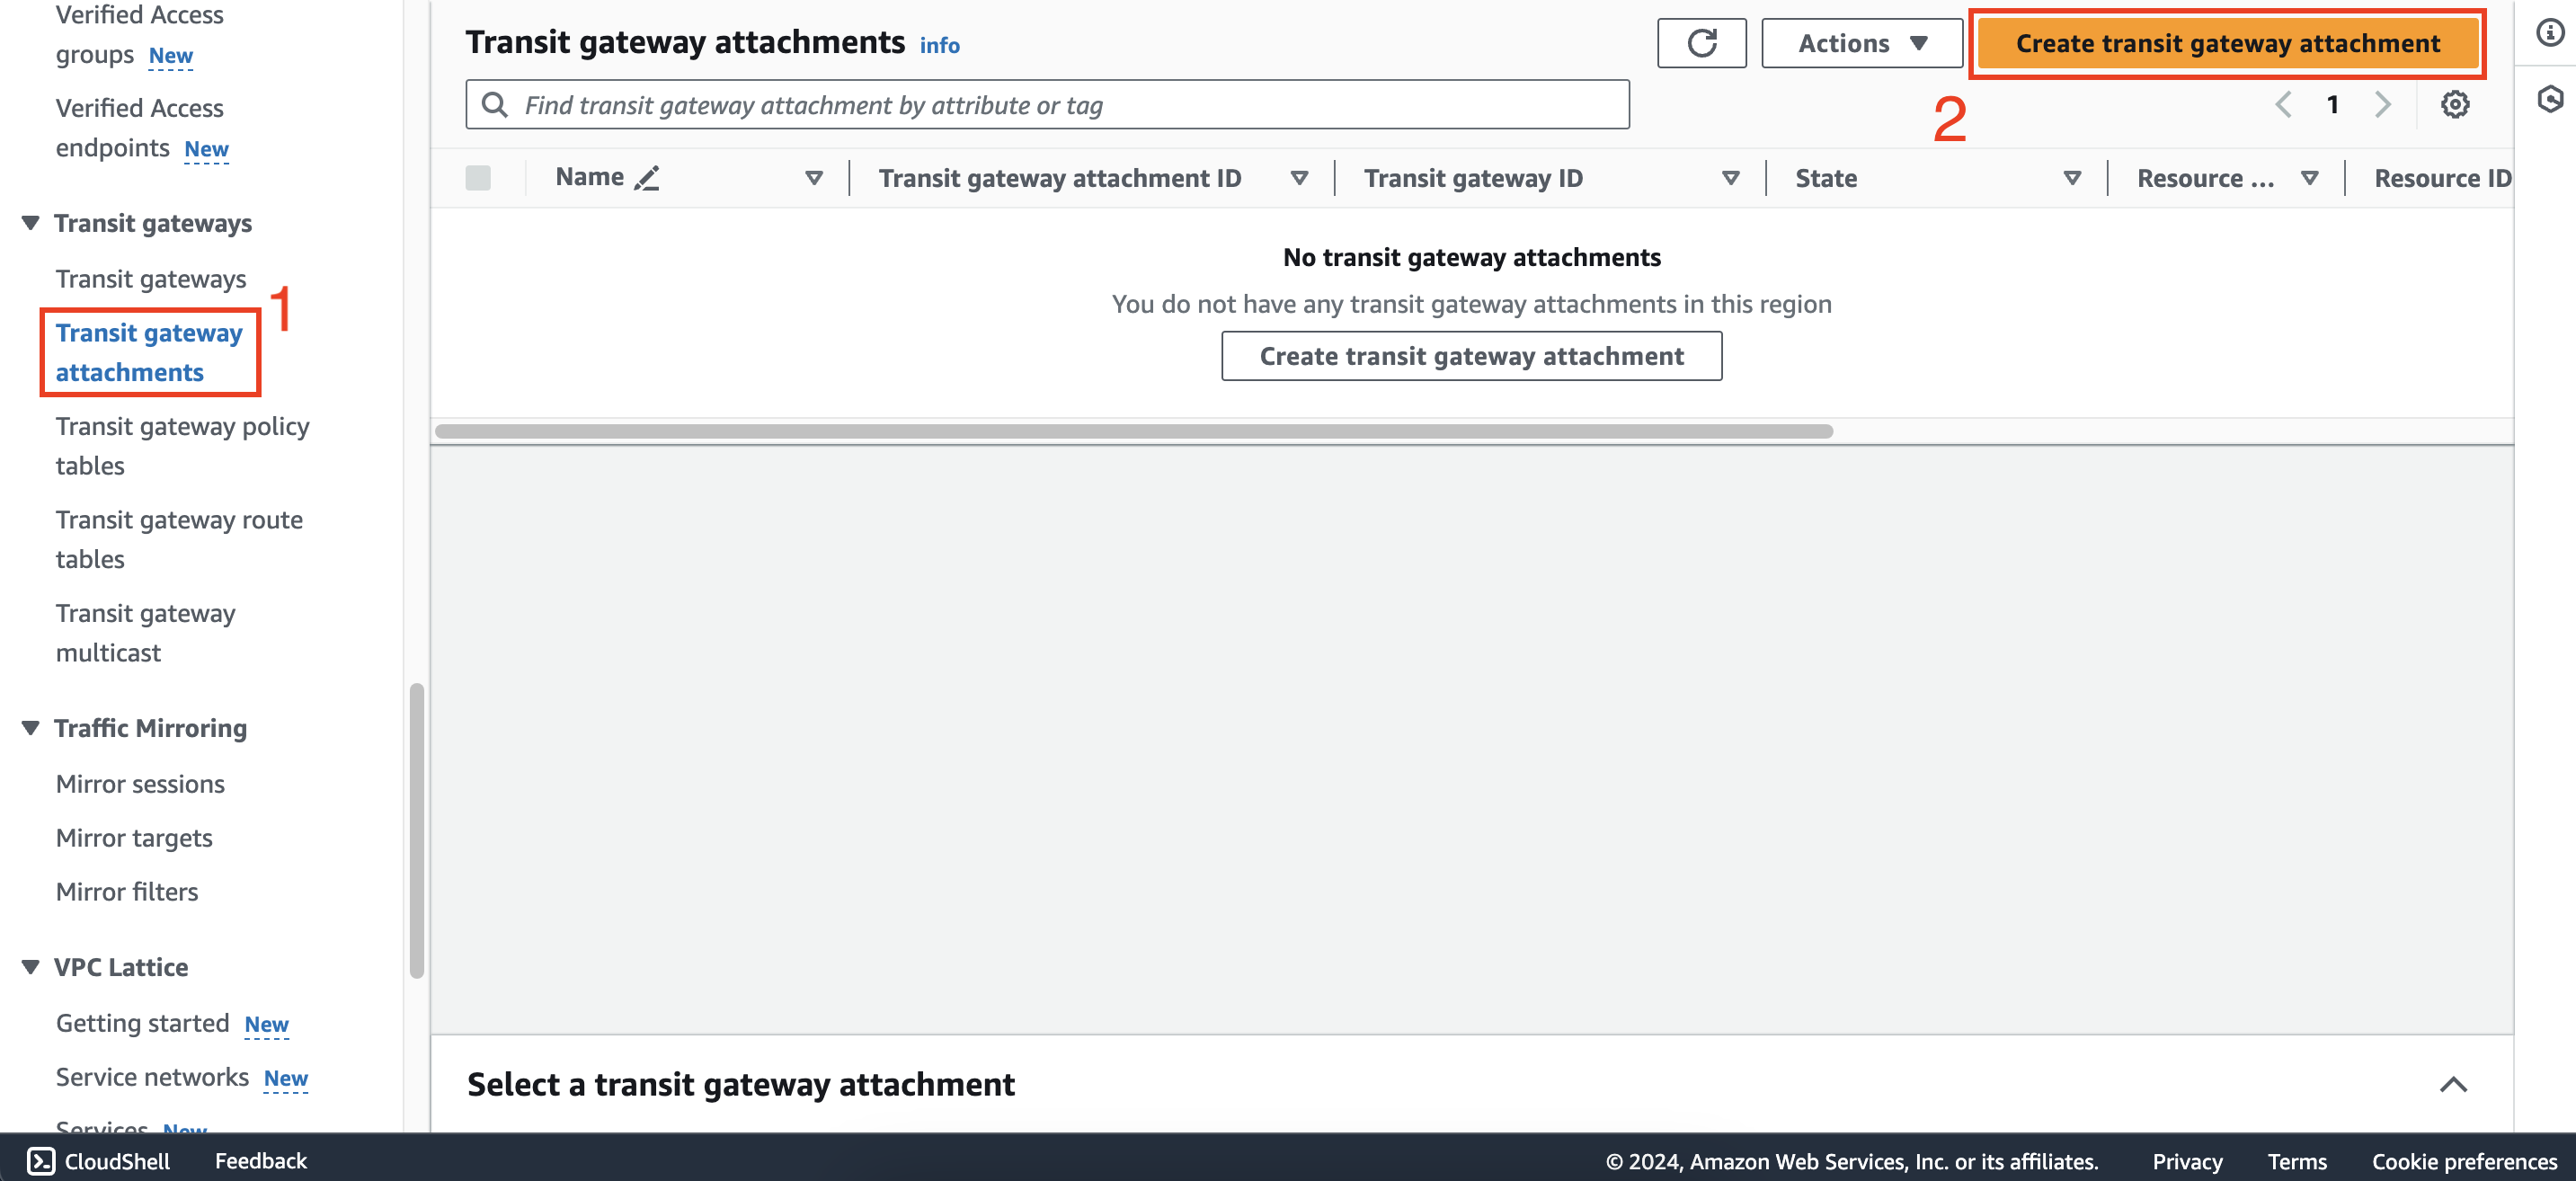 Verified Access
groups New
Verified Access
endpoints New
Transit gateways
Transit gateways
1
Transit gateway
attachments
Transit gateway policy
tables
Transit gateway route
tables
Transit gateway
multicast
Traffic Mirroring
Mirror sessions
Mirror targets
Mirror filters
VPC Lattice
Getting started New
Service networks New
Services New
Transit gateway attachments info
Actions
Create transit gateway attachment
Find transit gateway attachment by attribute or tag
2
1
Name
Transit gateway attachment ID
Transit gateway ID
State
Resource ...
Resource ID
No transit gateway attachments
You do not have any transit gateway attachments in this region
Create transit gateway attachment
Select a transit gateway attachment
CloudShell
Feedback
© 2024, Amazon Web Services, Inc. or its affiliates.
Privacy
Terms
Cookie preferences